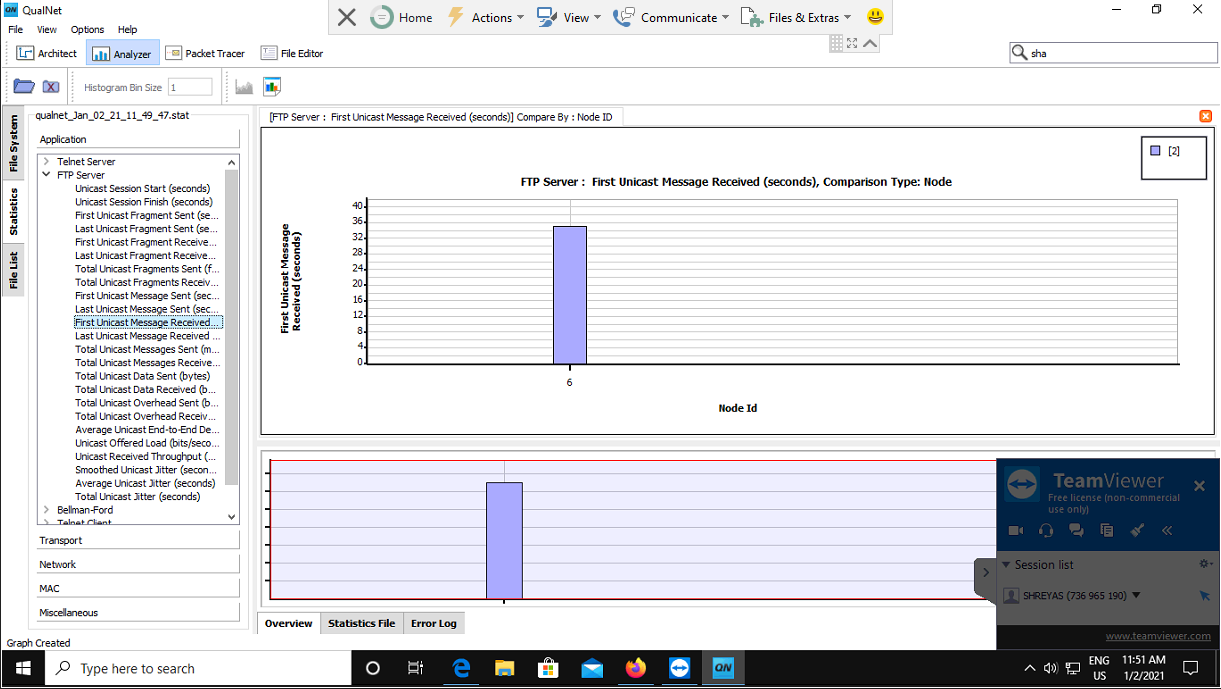 QN QualNet
Home Actions View Communicate Files & Extras
File View Options Help
Architect Analyzer Packet Tracer File Editor
sha
Histogram Bin Size 1
File System
Statistics
File List
qualnet_Jan_02_21_11_49_47.stat
Application
Telnet Server
FTP Server
Unicast Session Start (seconds)
Unicast Session Finish (seconds)
First Unicast Fragment Sent (se...
Last Unicast Fragment Sent (se...
First Unicast Fragment Receive...
Last Unicast Fragment Receive...
Total Unicast Fragments Sent (f...
Total Unicast Fragments Receiv...
First Unicast Message Sent (sec...
Last Unicast Message Sent (sec...
First Unicast Message Received...
Last Unicast Message Received ...
Total Unicast Messages Sent (m...
Total Unicast Messages Receive...
Total Unicast Data Sent (bytes)
Total Unicast Data Received (b...
Total Unicast Overhead Sent (b...
Total Unicast Overhead Receiv...
Average Unicast End-to-End De...
Unicast Offered Load (bits/seco...
Unicast Received Throughput (...
Smoothed Unicast Jitter (secon...
Average Unicast Jitter (seconds)
Total Unicast Jitter (seconds)
Bellman-Ford
Telnet Client
Transport
Network
MAC
Miscellaneous
Graph Created
[FTP Server : First Unicast Message Received (seconds)] Compare By : Node ID
[2]
FTP Server : First Unicast Message Received (seconds), Comparison Type: Node
First Unicast Message
Received (seconds)
40
36
32
28
24
20
16
12
8
4
0
6
Node Id
TeamViewer
Free license (non-commercial
use only)
Session list
SHREYAS (736 965 190)
www.teamviewer.com
Overview Statistics File Error Log
Type here to search
QN
ENG
US
11:51 AM
1/2/2021